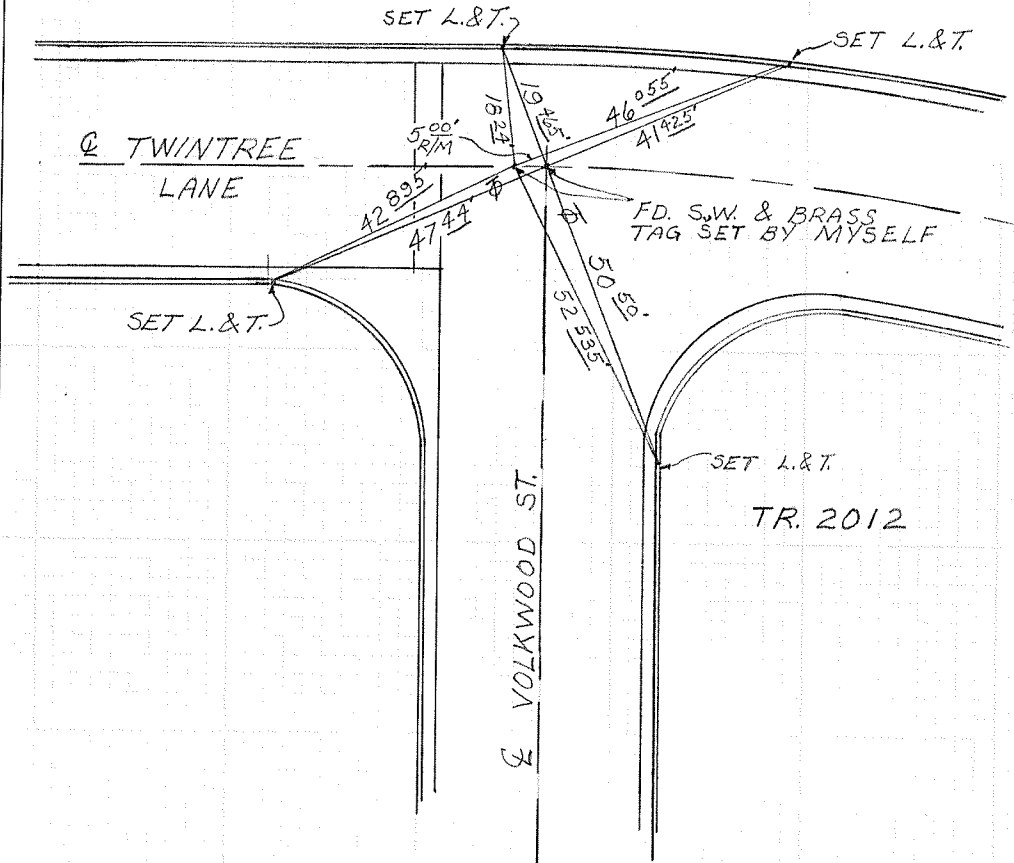 SET L.&T.
SET L.&T.
19 465'
46 055'
18 24'
41 425'
5 00'
R/M
℄ TWINTREE
LANE
42 895'
47 44'
FD. S.W. & BRASS
TAG SET BY MYSELF
50 50'
52 535'
SET L.&T.
SET L.&T.
TR. 2012
℄ VOLKWOOD ST.